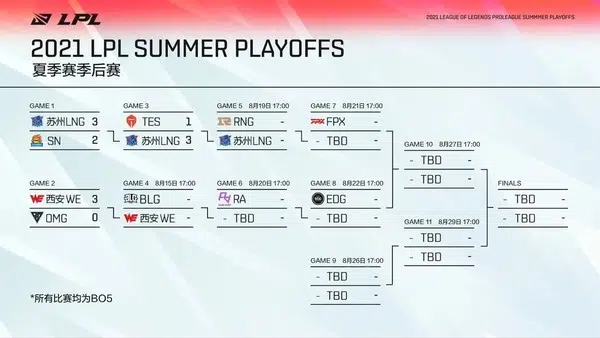 LPL
2021 LEAGUE OF LEGENDS PROLEAGUE SUMMMER PLAYOFFS
2021 LPL SUMMER PLAYOFFS
夏季赛季后赛
GAME 1
苏州LNG 3
SN 2
GAME 3
TES 1
苏州LNG 3
GAME 5 8月19日 17:00
RNG -
苏州LNG -
GAME 7 8月21日 17:00
FPX -
- TBD -
GAME 10 8月27日 17:00
- TBD -
- TBD -
GAME 2
西安WE 3
OMG 0
GAME 4 8月15日 17:00
BLG -
西安WE -
GAME 6 8月20日 17:00
RA -
- TBD -
GAME 8 8月22日 17:00
EDG -
- TBD -
FINALS
- TBD -
- TBD -
GAME 11 8月29日 17:00
- TBD -
- TBD -
GAME 9 8月26日 17:00
- TBD -
- TBD -
*所有比赛均为BO5